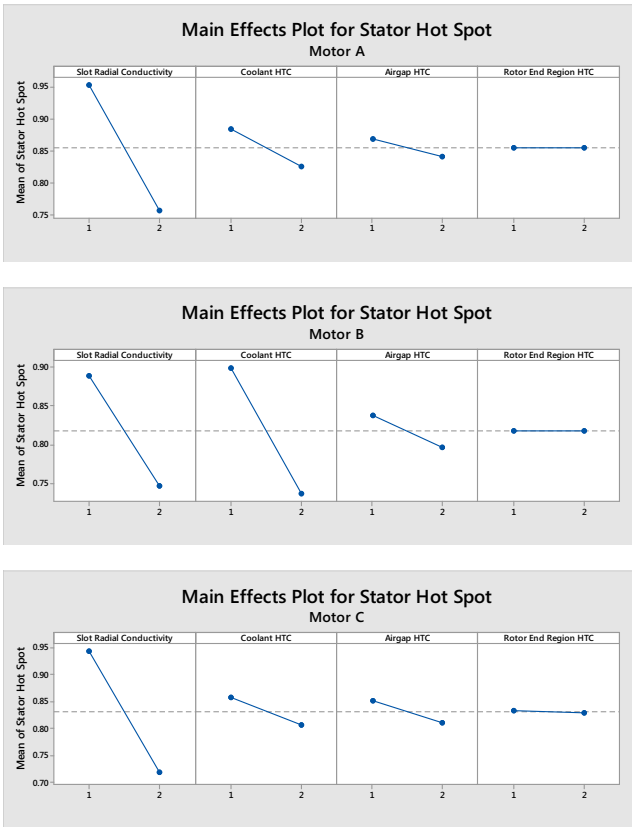 Main Effects Plot for Stator Hot Spot
Motor A
Slot Radial Conductivity Coolant HTC Airgap HTC Rotor End Region HTC
Mean of Stator Hot Spot
0.95
0.90
0.85
0.80
0.75
1 2 1 2 1 2 1 2
Main Effects Plot for Stator Hot Spot
Motor B
Slot Radial Conductivity Coolant HTC Airgap HTC Rotor End Region HTC
Mean of Stator Hot Spot
0.90
0.85
0.80
0.75
1 2 1 2 1 2 1 2
Main Effects Plot for Stator Hot Spot
Motor C
Slot Radial Conductivity Coolant HTC Airgap HTC Rotor End Region HTC
Mean of Stator Hot Spot
0.95
0.90
0.85
0.80
0.75
0.70
1 2 1 2 1 2 1 2